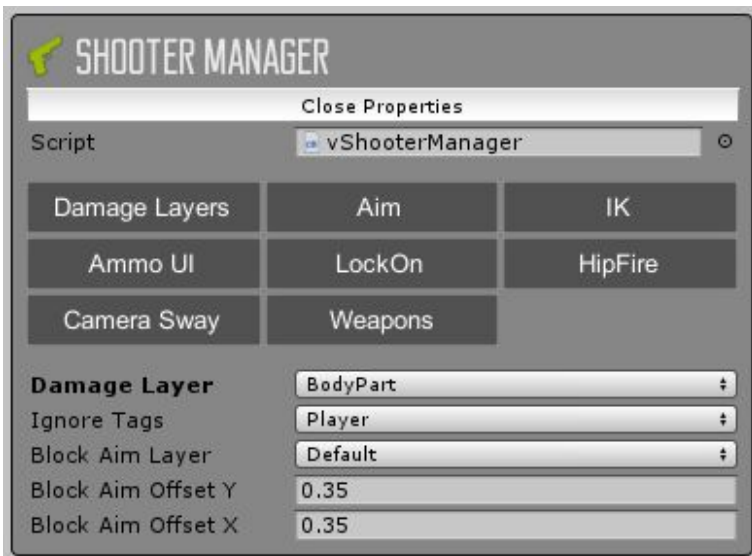 SHOOTER MANAGER
Close Properties
Script vShooterManager
Damage Layers Aim IK
Ammo UI LockOn HipFire
Camera Sway Weapons
Damage Layer BodyPart
Ignore Tags Player
Block Aim Layer Default
Block Aim Offset Y 0.35
Block Aim Offset X 0.35